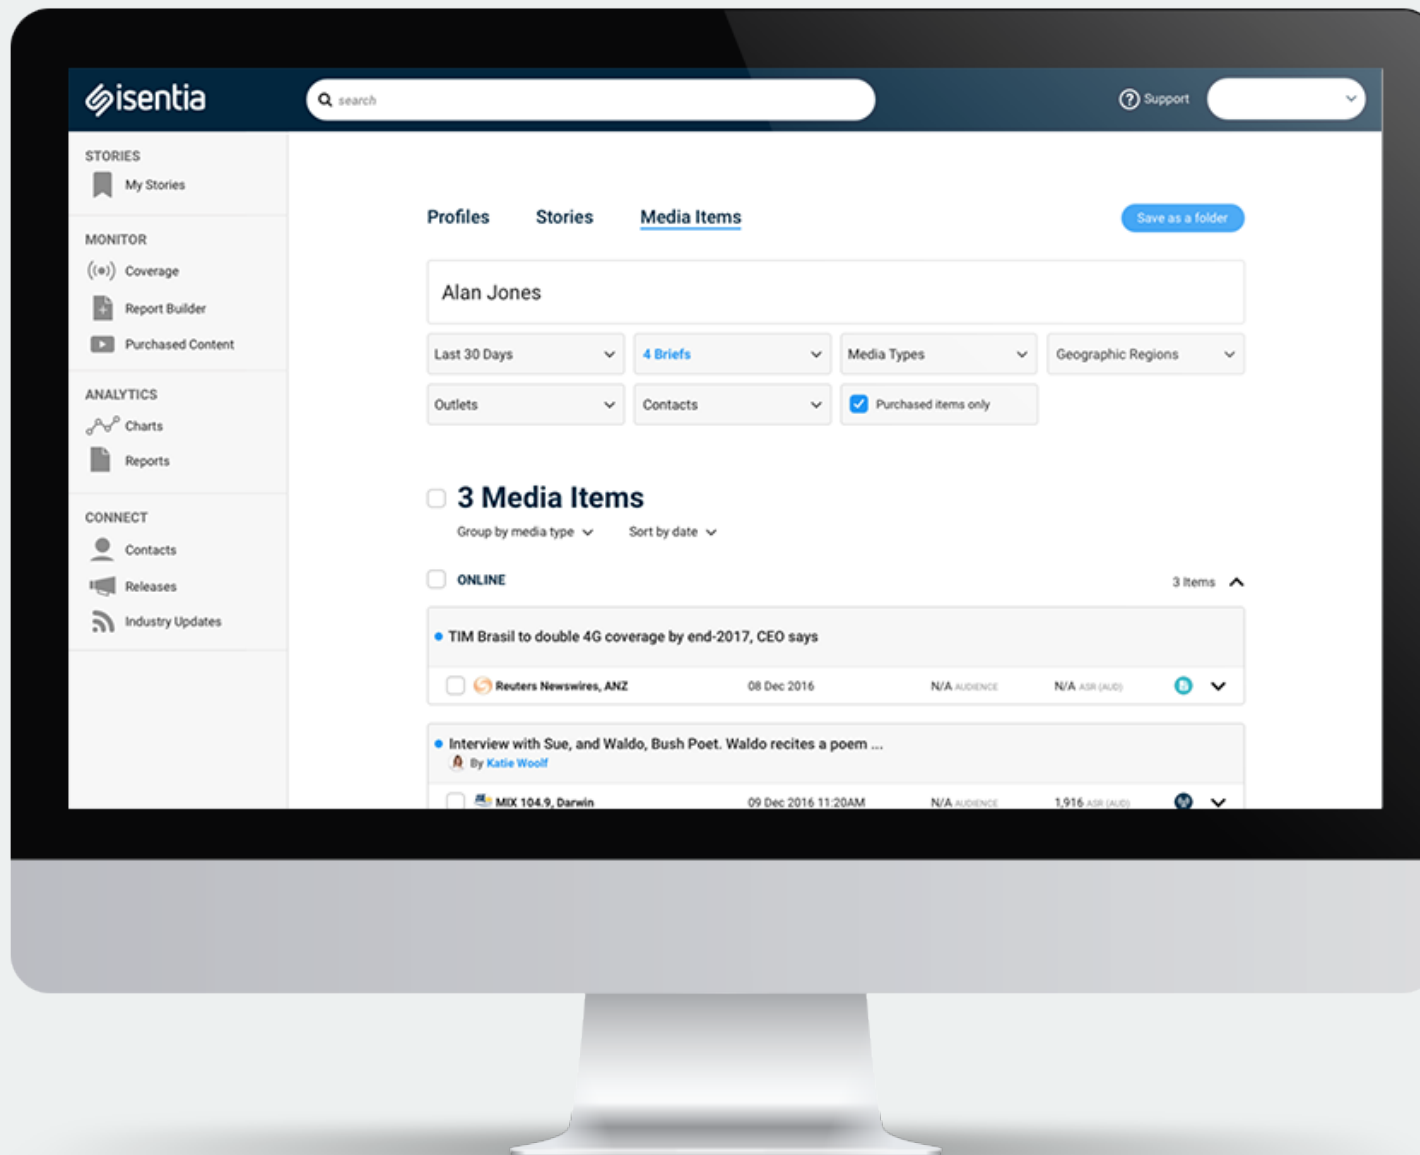 isentia
search
Support
STORIES
My Stories
MONITOR
Coverage
Report Builder
Purchased Content
ANALYTICS
Charts
Reports
CONNECT
Contacts
Releases
Industry Updates
Profiles Stories Media Items
Save as a folder
Alan Jones
Last 30 Days 4 Briefs Media Types Geographic Regions
Outlets Contacts Purchased items only
3 Media Items
Group by media type Sort by date
ONLINE 3 Items
TIM Brasil to double 4G coverage by end-2017, CEO says
Reuters Newswires, ANZ 08 Dec 2016 N/A AUDIENCE N/A ASR (AUD)
Interview with Sue, and Waldo, Bush Poet. Waldo recites a poem ....
By Katie Woolf
MIX 104.9, Darwin 09 Dec 2016 11:20AM N/A AUDIENCE 1,916 ASR (AUD)